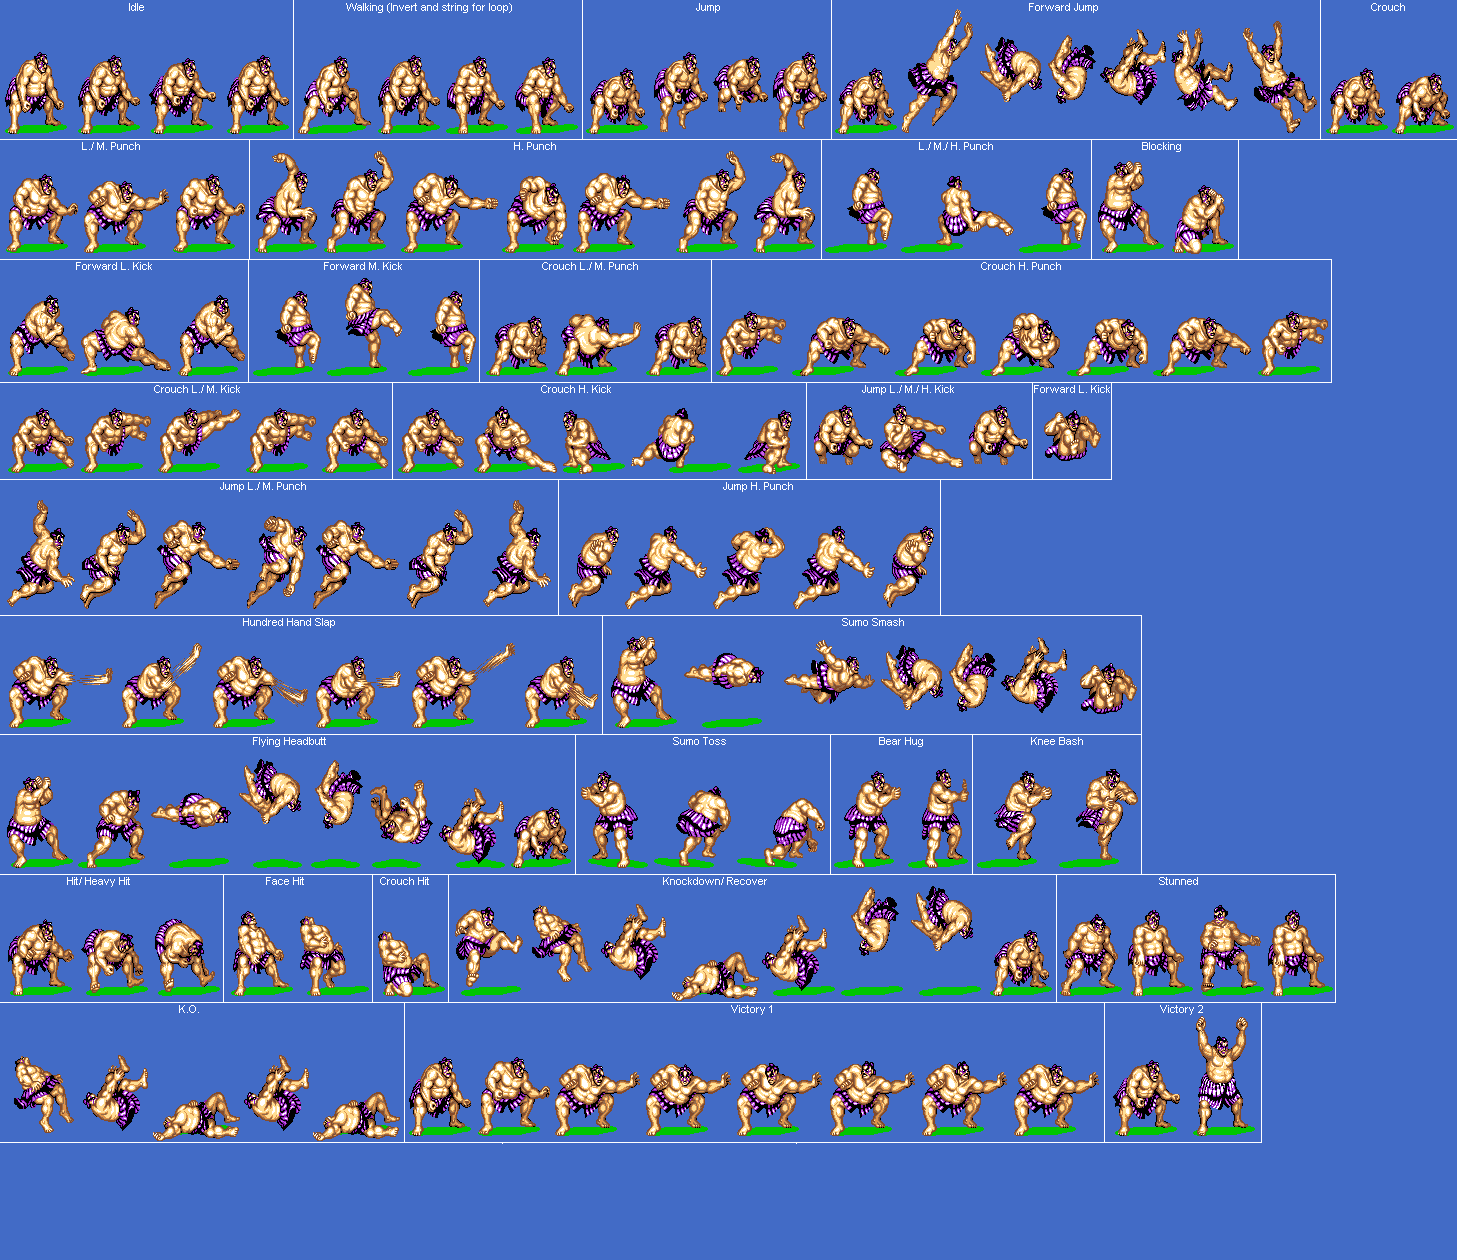 Idle
Walking (Invert and string for loop)
Jump
Forward Jump
Crouch
L./ M. Punch
H. Punch
L./ M./ H. Punch
Blocking
Forward L. Kick
Forward M. Kick
Crouch L./ M. Punch
Crouch H. Punch
Crouch L./ M. Kick
Crouch H. Kick
Jump L./ M./ H. Kick
Forward L. Kick
Jump L./ M. Punch
Jump H. Punch
Hundred Hand Slap
Sumo Smash
Flying Headbutt
Sumo Toss
Bear Hug
Knee Bash
Hit/ Heavy Hit
Face Hit
Crouch Hit
Knockdown/ Recover
Stunned
K.O.
Victory 1
Victory 2